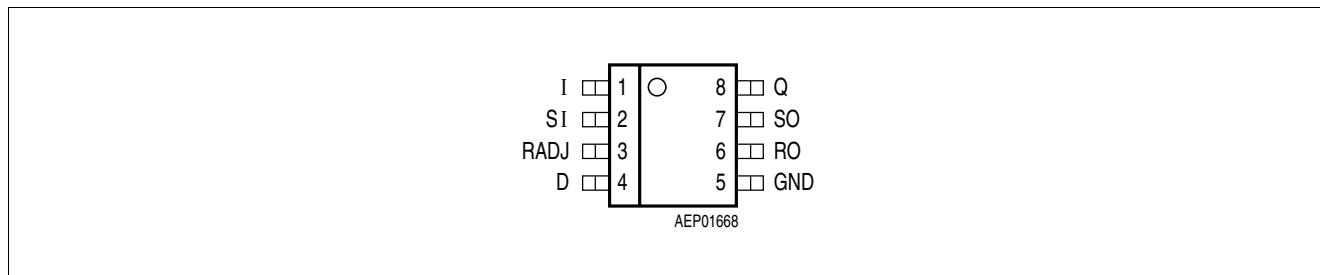 I 1 8 Q
SI 2 7 SO
RADJ 3 6 RO
D 4 5 GND
AEP01668